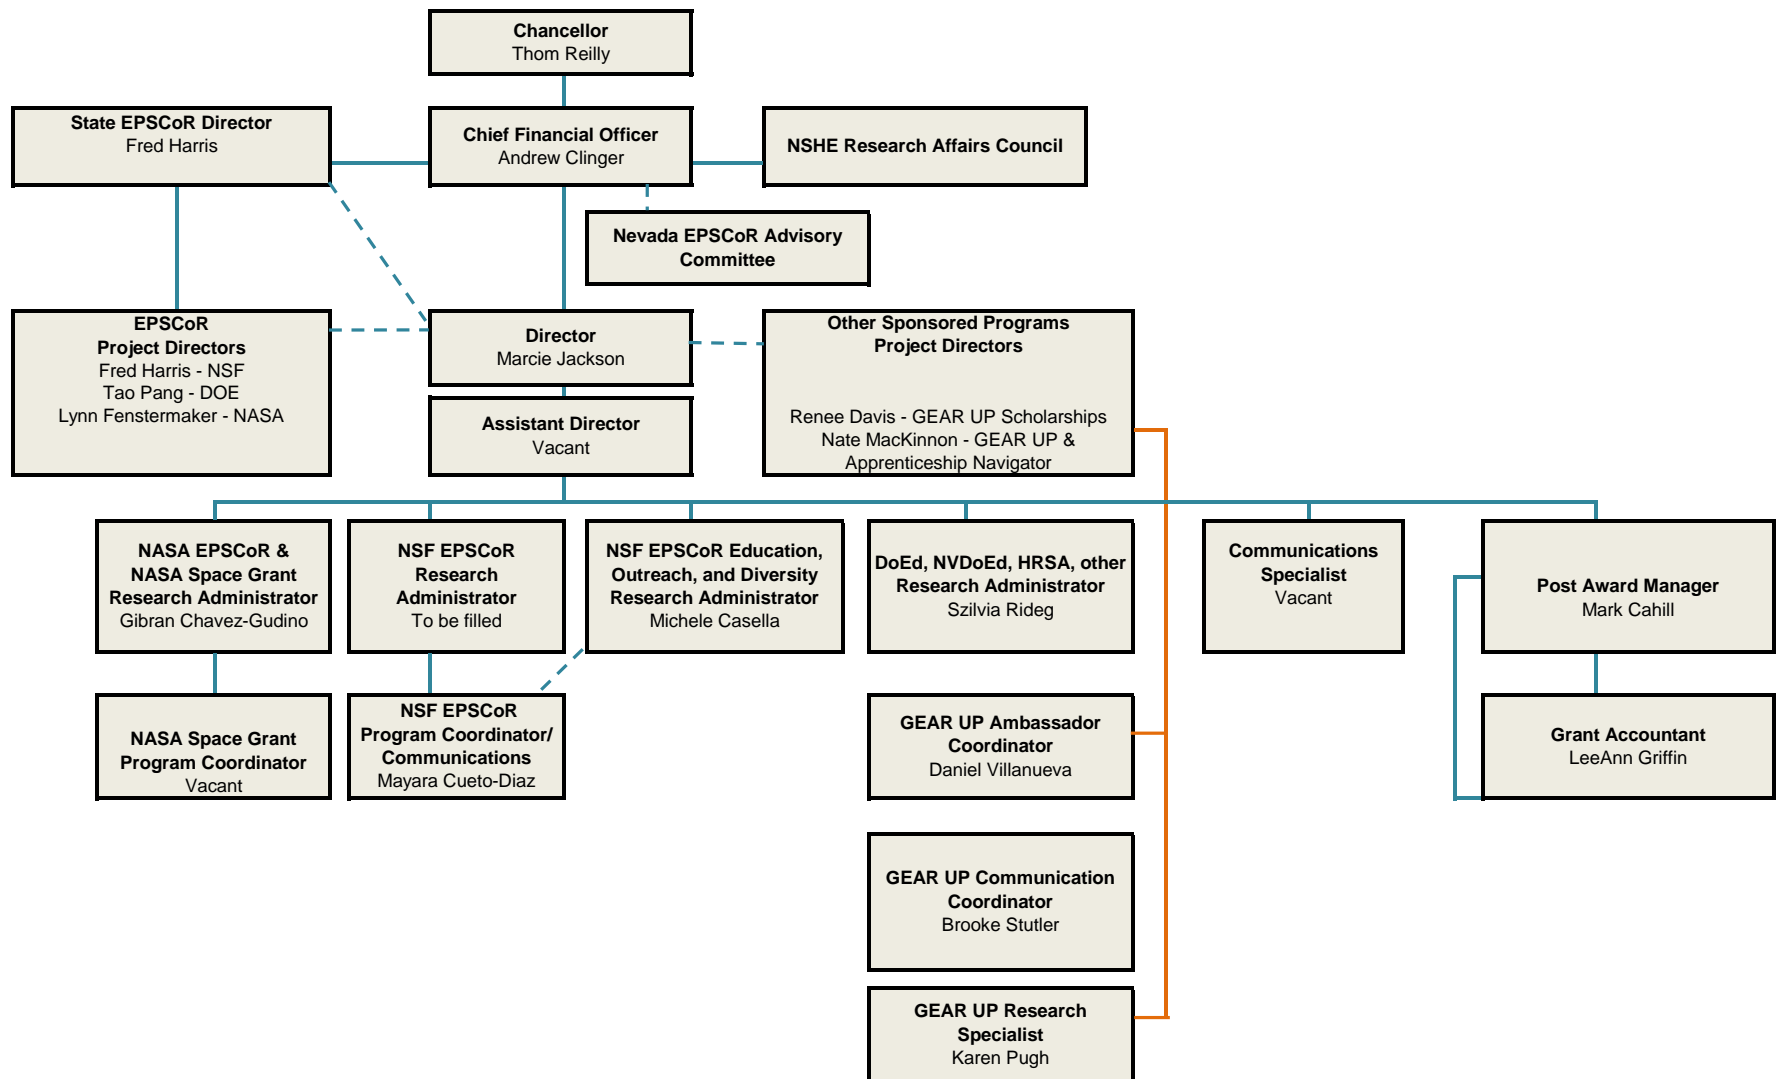 Chancellor
Thom Reilly
State EPSCoR Director
Fred Harris
Chief Financial Officer
Andrew Clinger
NSHE Research Affairs Council
Nevada EPSCoR Advisory
Committee
EPSCoR
Project Directors
Fred Harris - NSF
Tao Pang - DOE
Lynn Fenstermaker - NASA
Director
Marcie Jackson
Other Sponsored Programs
Project Directors
Renee Davis - GEAR UP Scholarships
Nate MacKinnon - GEAR UP &
Apprenticeship Navigator
Assistant Director
Vacant
NASA EPSCoR &
NASA Space Grant
Research Administrator
Gibran Chavez-Gudino
NSF EPSCoR
Research
Administrator
To be filled
NSF EPSCoR Education,
Outreach, and Diversity
Research Administrator
Michele Casella
DoEd, NVDoEd, HRSA, other
Research Administrator
Szilvia Rideg
Communications
Specialist
Vacant
Post Award Manager
Mark Cahill
NASA Space Grant
Program Coordinator
Vacant
NSF EPSCoR
Program Coordinator/
Communications
Mayara Cueto-Diaz
GEAR UP Ambassador
Coordinator
Daniel Villanueva
Grant Accountant
LeeAnn Griffin
GEAR UP Communication
Coordinator
Brooke Stutler
GEAR UP Research
Specialist
Karen Pugh